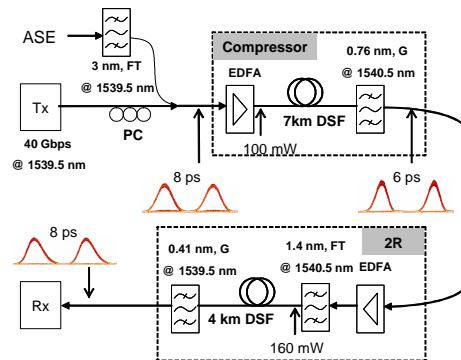 ASE
3 nm, FT
@ 1539.5 nm
Tx
40 Gbps
@ 1539.5 nm
PC
Compressor
EDFA
7km DSF
0.76 nm, G
@ 1540.5 nm
100 mW
8 ps
6 ps
8 ps
Rx
0.41 nm, G
@ 1539.5 nm
4 km DSF
1.4 nm, FT
@ 1540.5 nm
160 mW
EDFA
2R